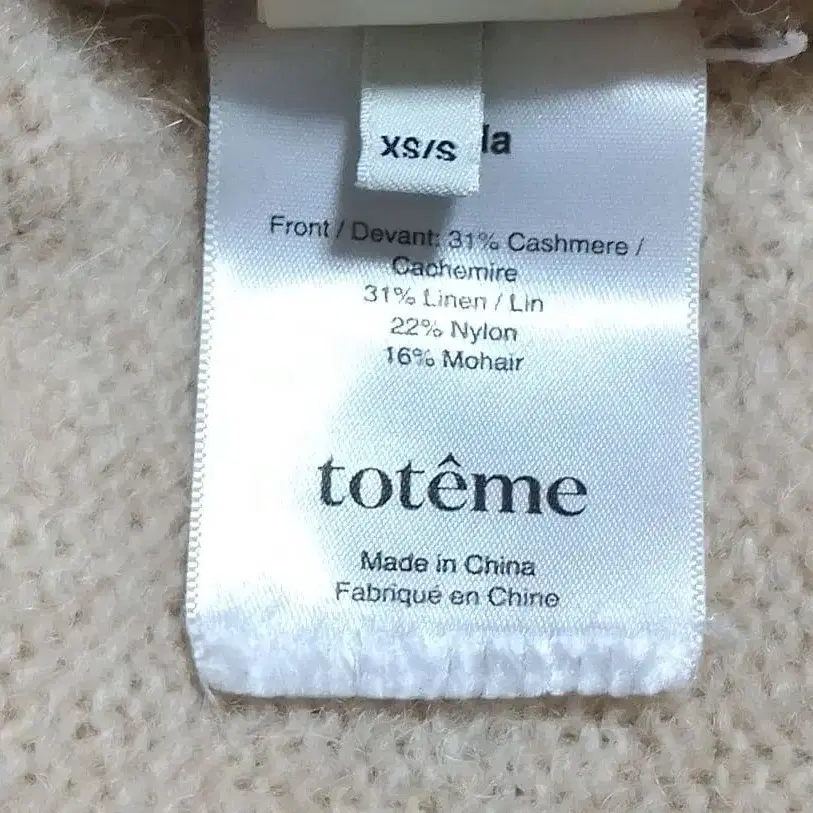 XS/S
Front / Devant: 31% Cashmere /
Cachemire
31% Linen / Lin
22% Nylon
16% Mohair
totême
Made in China
Fabriqué en Chine